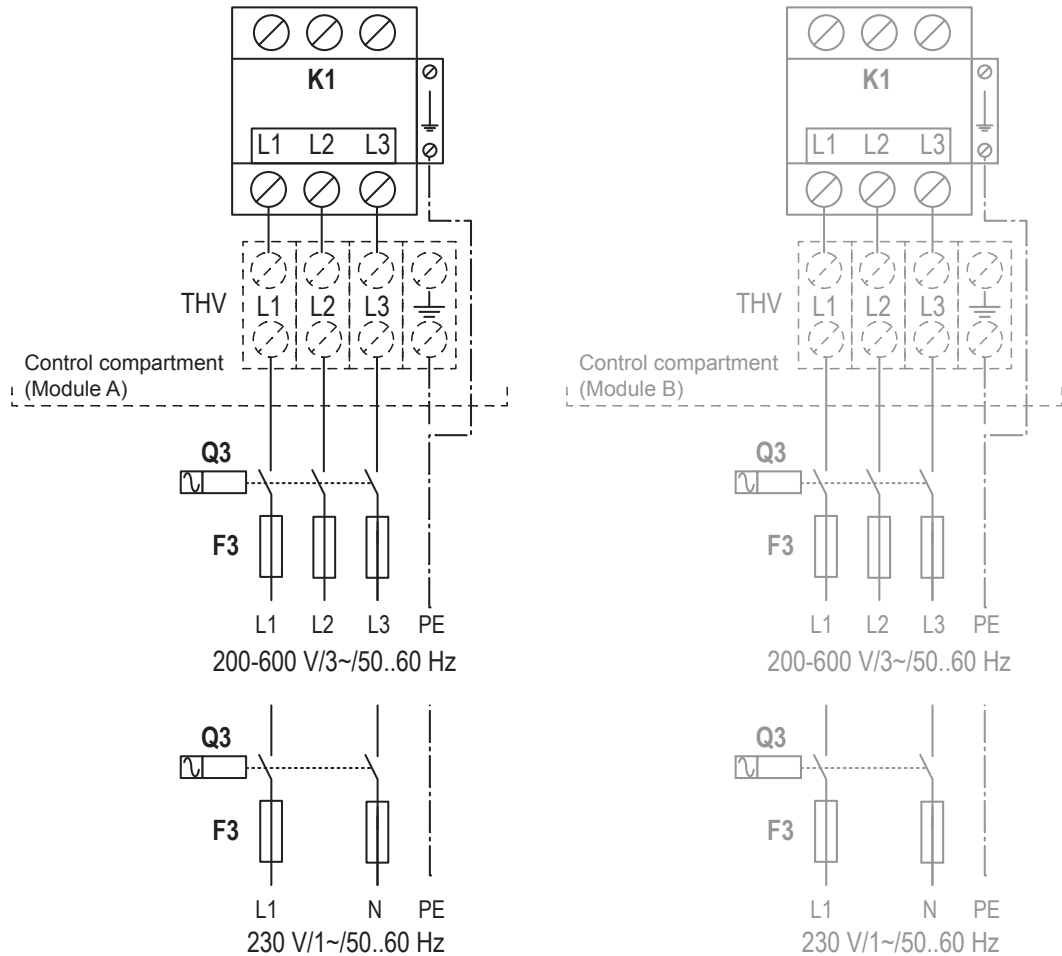 K1
L1 L2 L3
THV
L1 L2 L3
Control compartment
(Module A)
Q3
F3
L1 L2 L3 PE
200-600 V/3~/50..60 Hz
Q3
F3
L1 N PE
230 V/1~/50..60 Hz
K1
L1 L2 L3
THV
L1 L2 L3
Control compartment
(Module B)
Q3
F3
L1 L2 L3 PE
200-600 V/3~/50..60 Hz
Q3
F3
L1 N PE
230 V/1~/50..60 Hz